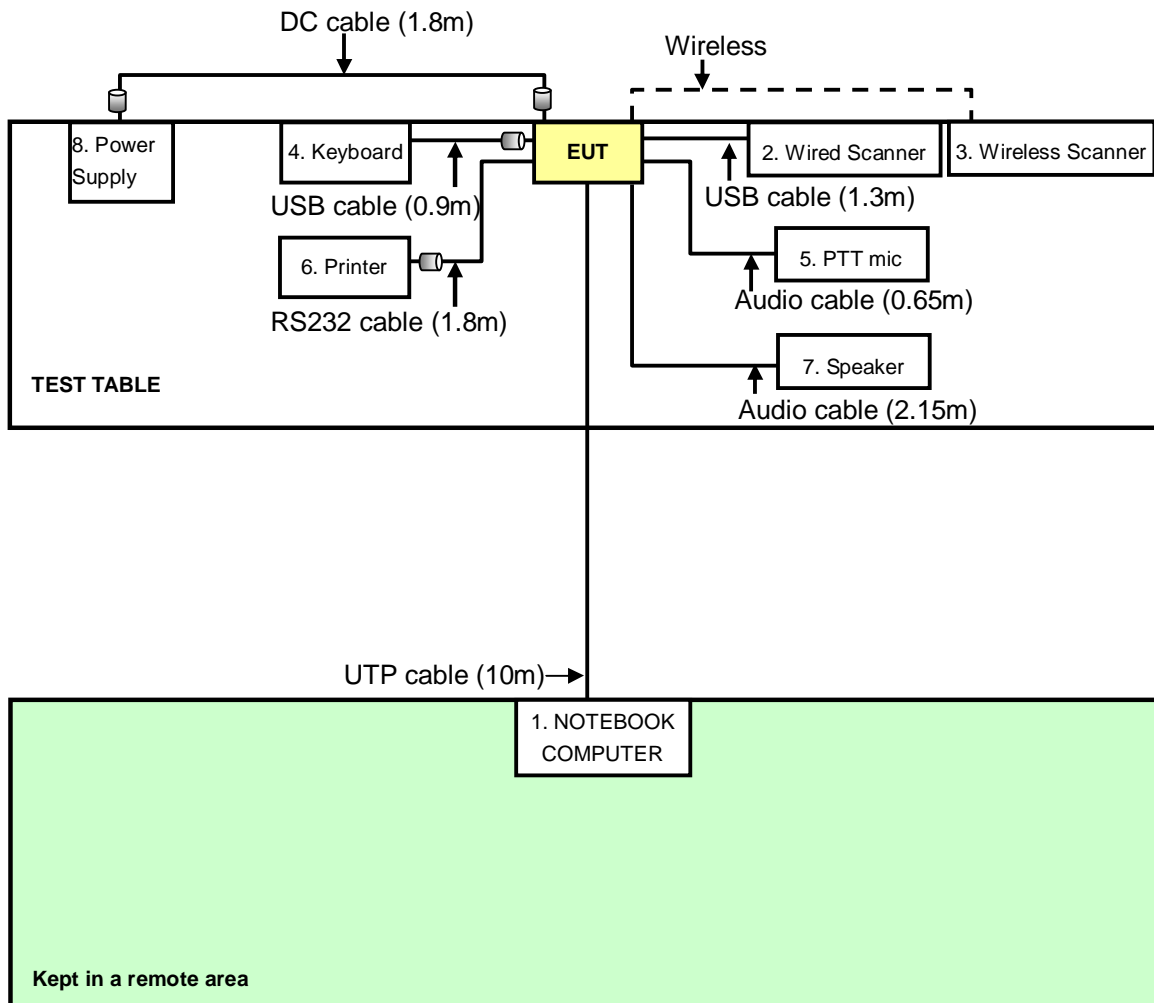 DC cable (1.8m)
Wireless
8. Power
Supply
4. Keyboard
EUT
2. Wired Scanner
3. Wireless Scanner
USB cable (0.9m)
USB cable (1.3m)
6. Printer
5. PTT mic
RS232 cable (1.8m)
Audio cable (0.65m)
7. Speaker
TEST TABLE
Audio cable (2.15m)
UTP cable (10m)
1. NOTEBOOK
COMPUTER
Kept in a remote area